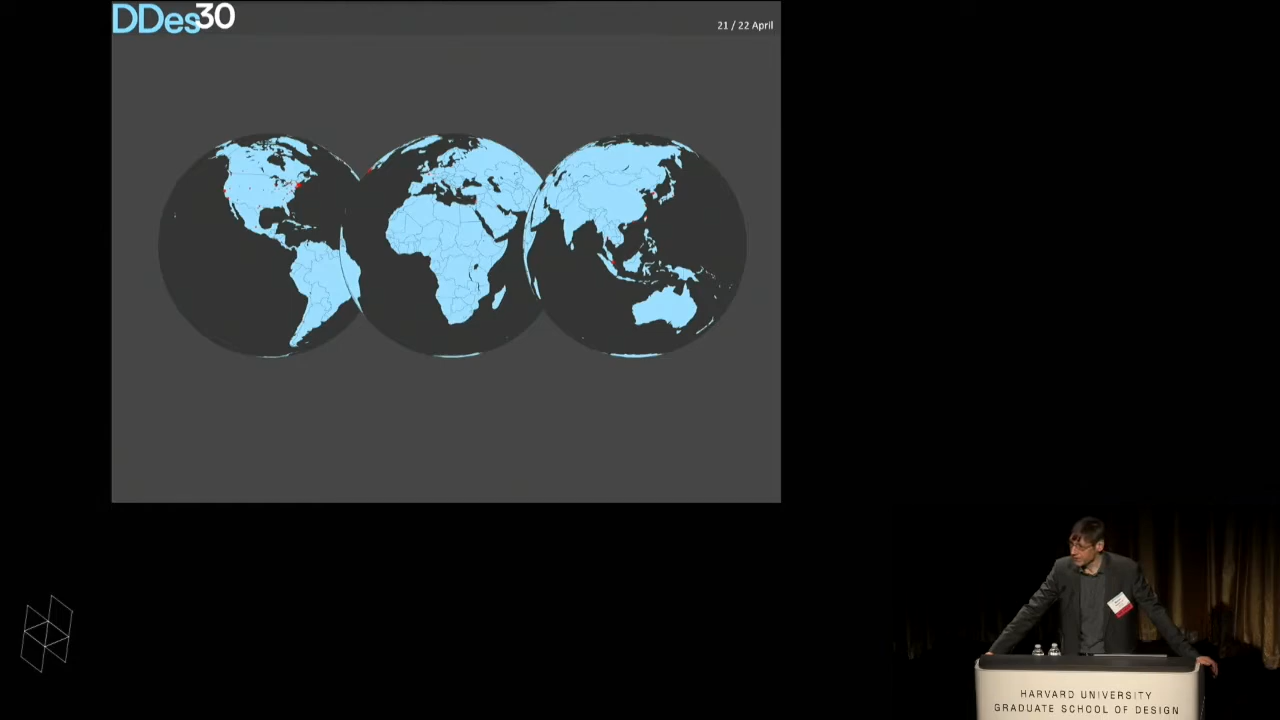 DDes30
21 / 22 April
HARVARD UNIVERSITY
GRADUATE SCHOOL OF DESIGN